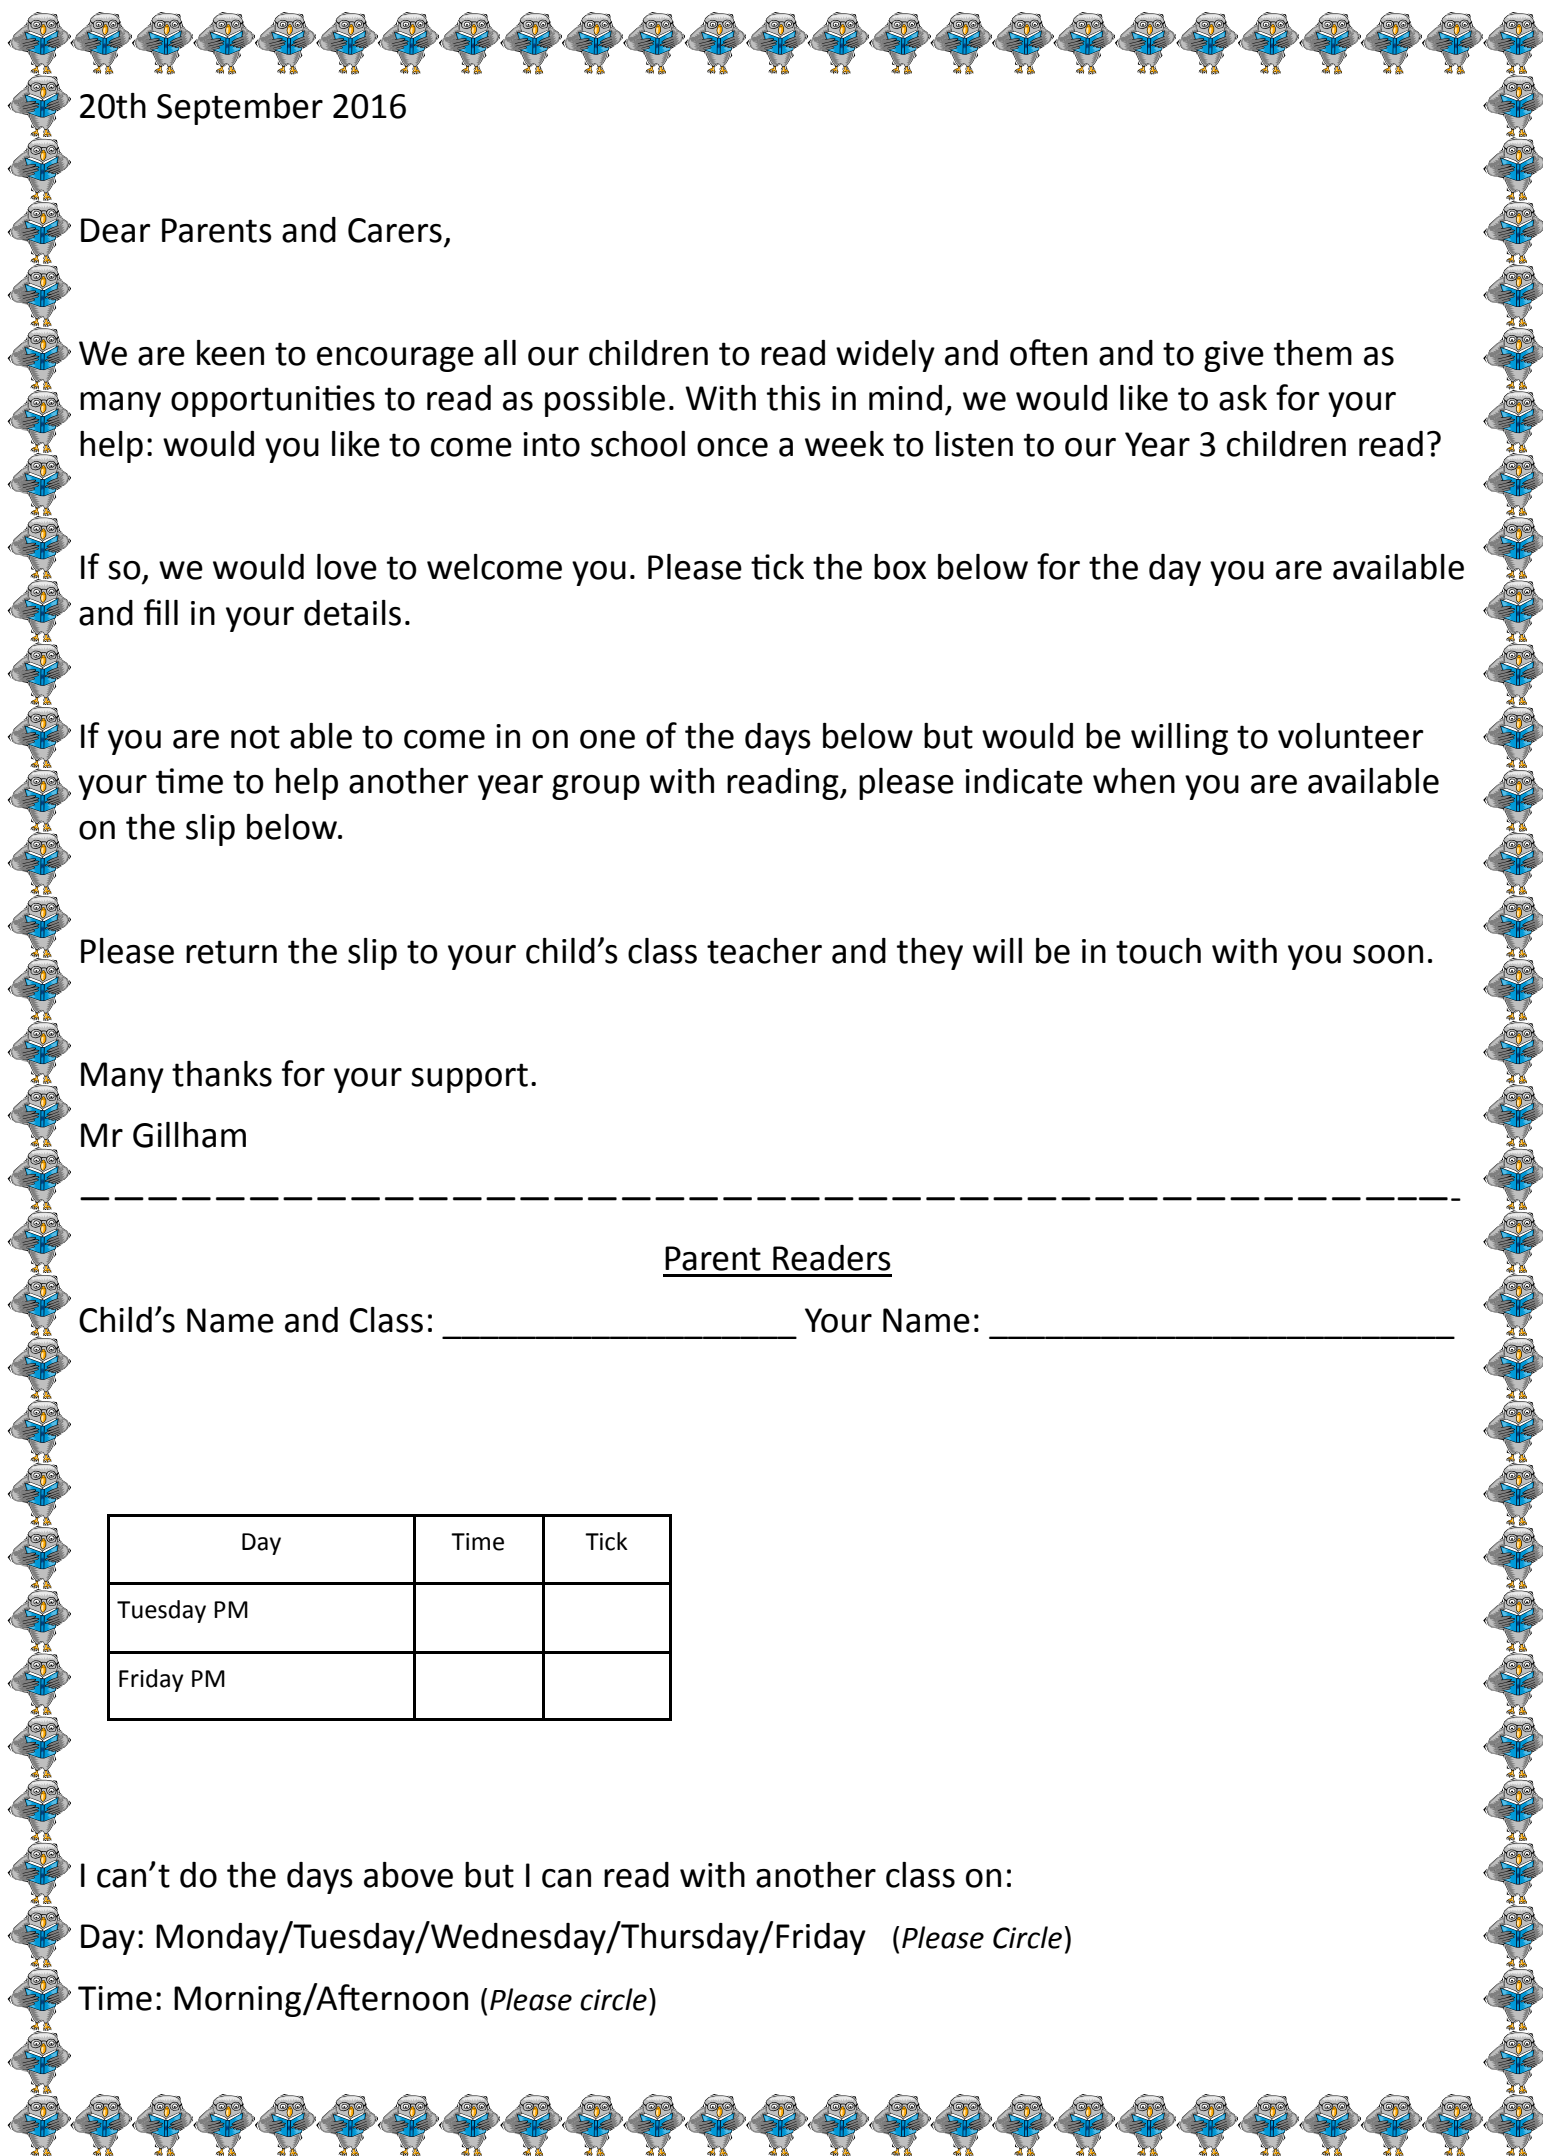 20th September 2016
Dear Parents and Carers,
We are keen to encourage all our children to read widely and often and to give them as
many opportunities to read as possible. With this in mind, we would like to ask for your
help: would you like to come into school once a week to listen to our Year 3 children read?
If so, we would love to welcome you. Please tick the box below for the day you are available
and fill in your details.
If you are not able to come in on one of the days below but would be willing to volunteer
your time to help another year group with reading, please indicate when you are available
on the slip below.
Please return the slip to your child’s class teacher and they will be in touch with you soon.
Many thanks for your support.
Mr Gillham
————————————————————————————————————————-
Parent Readers
Child’s Name and Class: ____________________ Your Name: __________________________
Day Time Tick
Tuesday PM
Friday PM
I can’t do the days above but I can read with another class on:
Day: Monday/Tuesday/Wednesday/Thursday/Friday (Please Circle)
Time: Morning/Afternoon (Please circle)